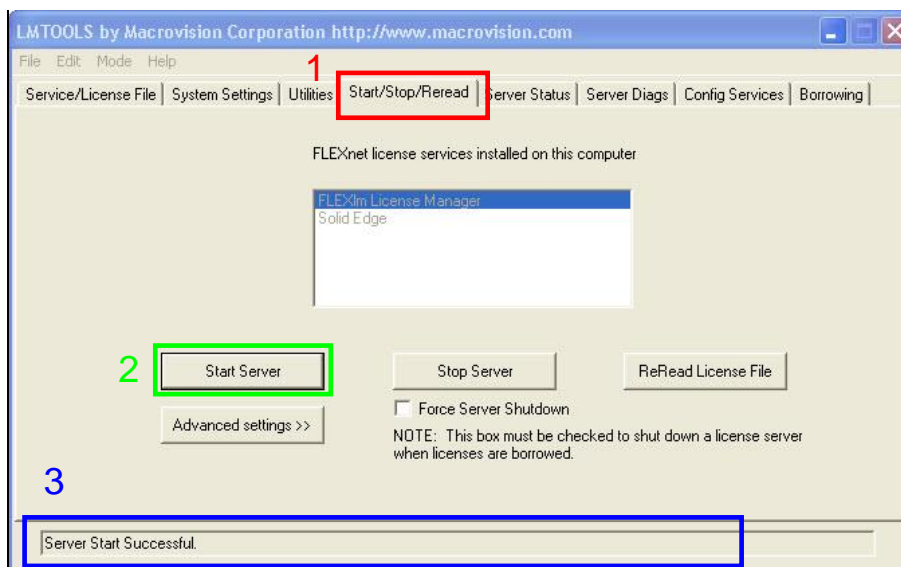 LMTOOLS by Macrovision Corporation http://www.macrovision.com
File Edit Mode Help
1
Service/License File System Settings Utilities Start/Stop/Reread Server Status Server Diags Config Services Borrowing
FLEXnet license services installed on this computer
FLEXlm License Manager
Solid Edge
2
Start Server Stop Server ReRead License File
Force Server Shutdown
Advanced settings >>
NOTE: This box must be checked to shut down a license server
when licenses are borrowed.
3
Server Start Successful.